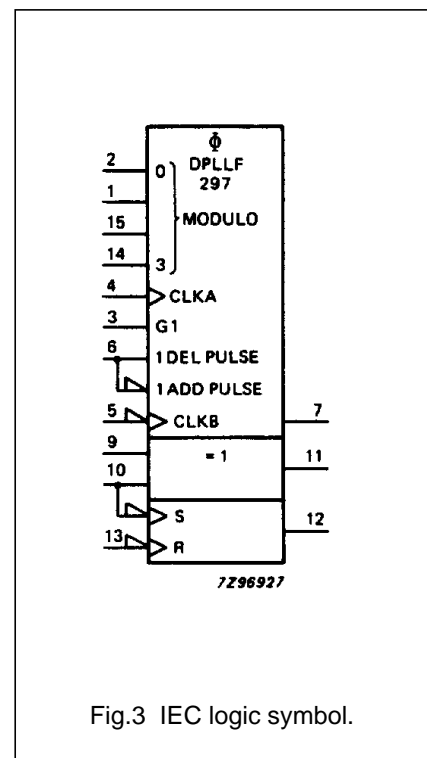 Φ
DPLLF
297
2 0
1
MODULO
15
14 3
4 CLKA
3 G1
6 1 DEL PULSE
1 ADD PULSE
5 CLKB 7
9
= 1 11
10
S 12
13 R
7Z96927
Fig.3 IEC logic symbol.